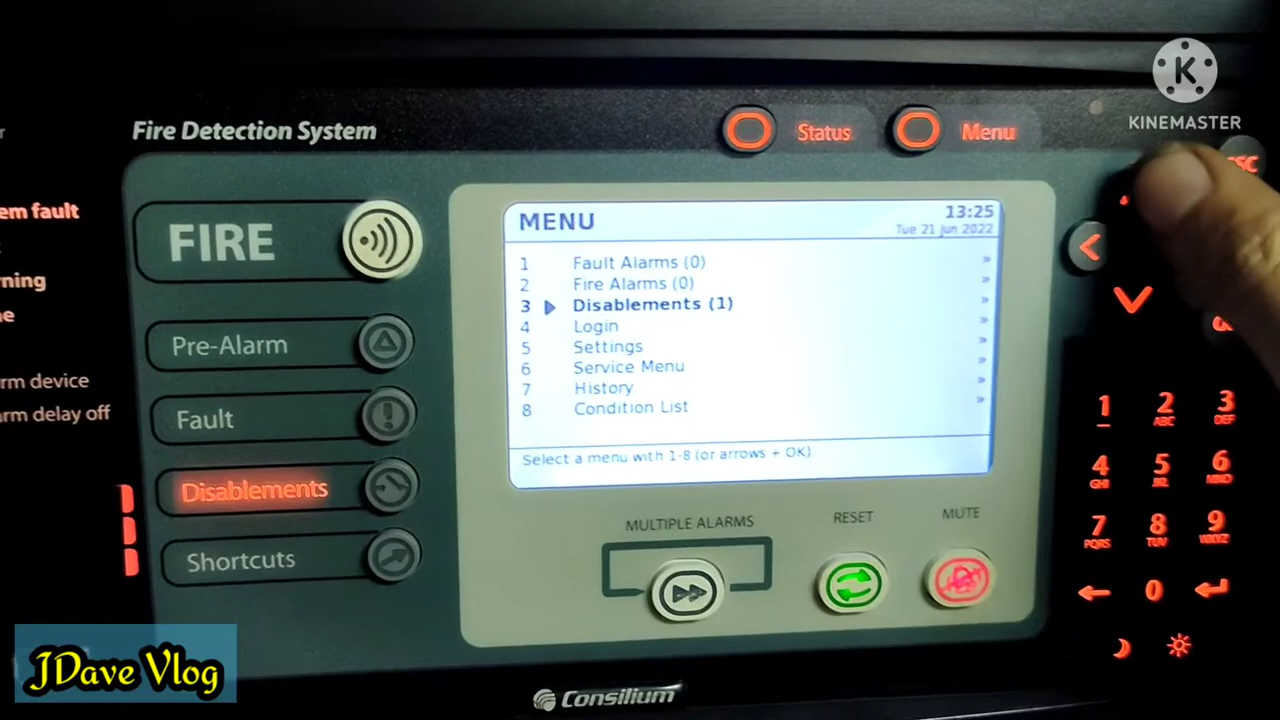 Fire Detection System
Status
Menu
KINEMASTER
em fault
rning
e
rm device
rm delay off
FIRE
Pre-Alarm
Fault
Disablements
Shortcuts
MENU
13:25
Tue 21 Jun 2022
1 Fault Alarms (0) »
2 Fire Alarms (0) »
3 Disablements (1) »
4 Login »
5 Settings »
6 Service Menu »
7 History »
8 Condition List »
Select a menu with 1-8 (or arrows + OK).
MULTIPLE ALARMS
RESET
MUTE
1 2 3
ABC DEF
4 5 6
GHI JKL MNO
7 8 9
PQRS TUV WXYZ
0
JDave Vlog
Consilium